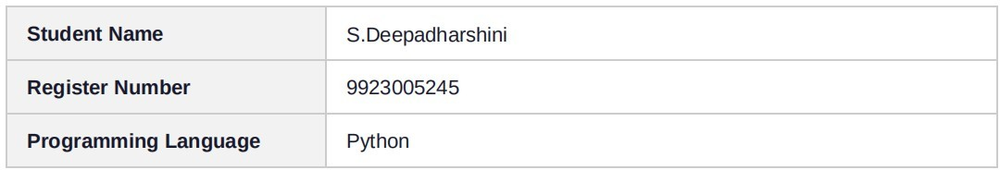 Student Name S.Deepadharshini
Register Number 9923005245
Programming Language Python